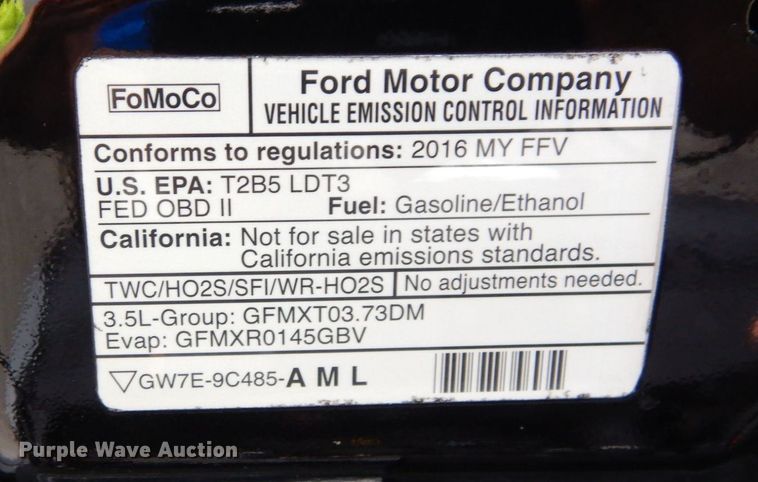 FoMoCo
Ford Motor Company
VEHICLE EMISSION CONTROL INFORMATION
Conforms to regulations: 2016 MY FFV
U.S. EPA: T2B5 LDT3
FED OBD II Fuel: Gasoline/Ethanol
California: Not for sale in states with
California emissions standards.
TWC/HO2S/SFI/WR-HO2S No adjustments needed.
3.5L-Group: GFMXT03.73DM
Evap: GFMXR0145GBV
▽GW7E-9C485-A M L
Purple Wave Auction